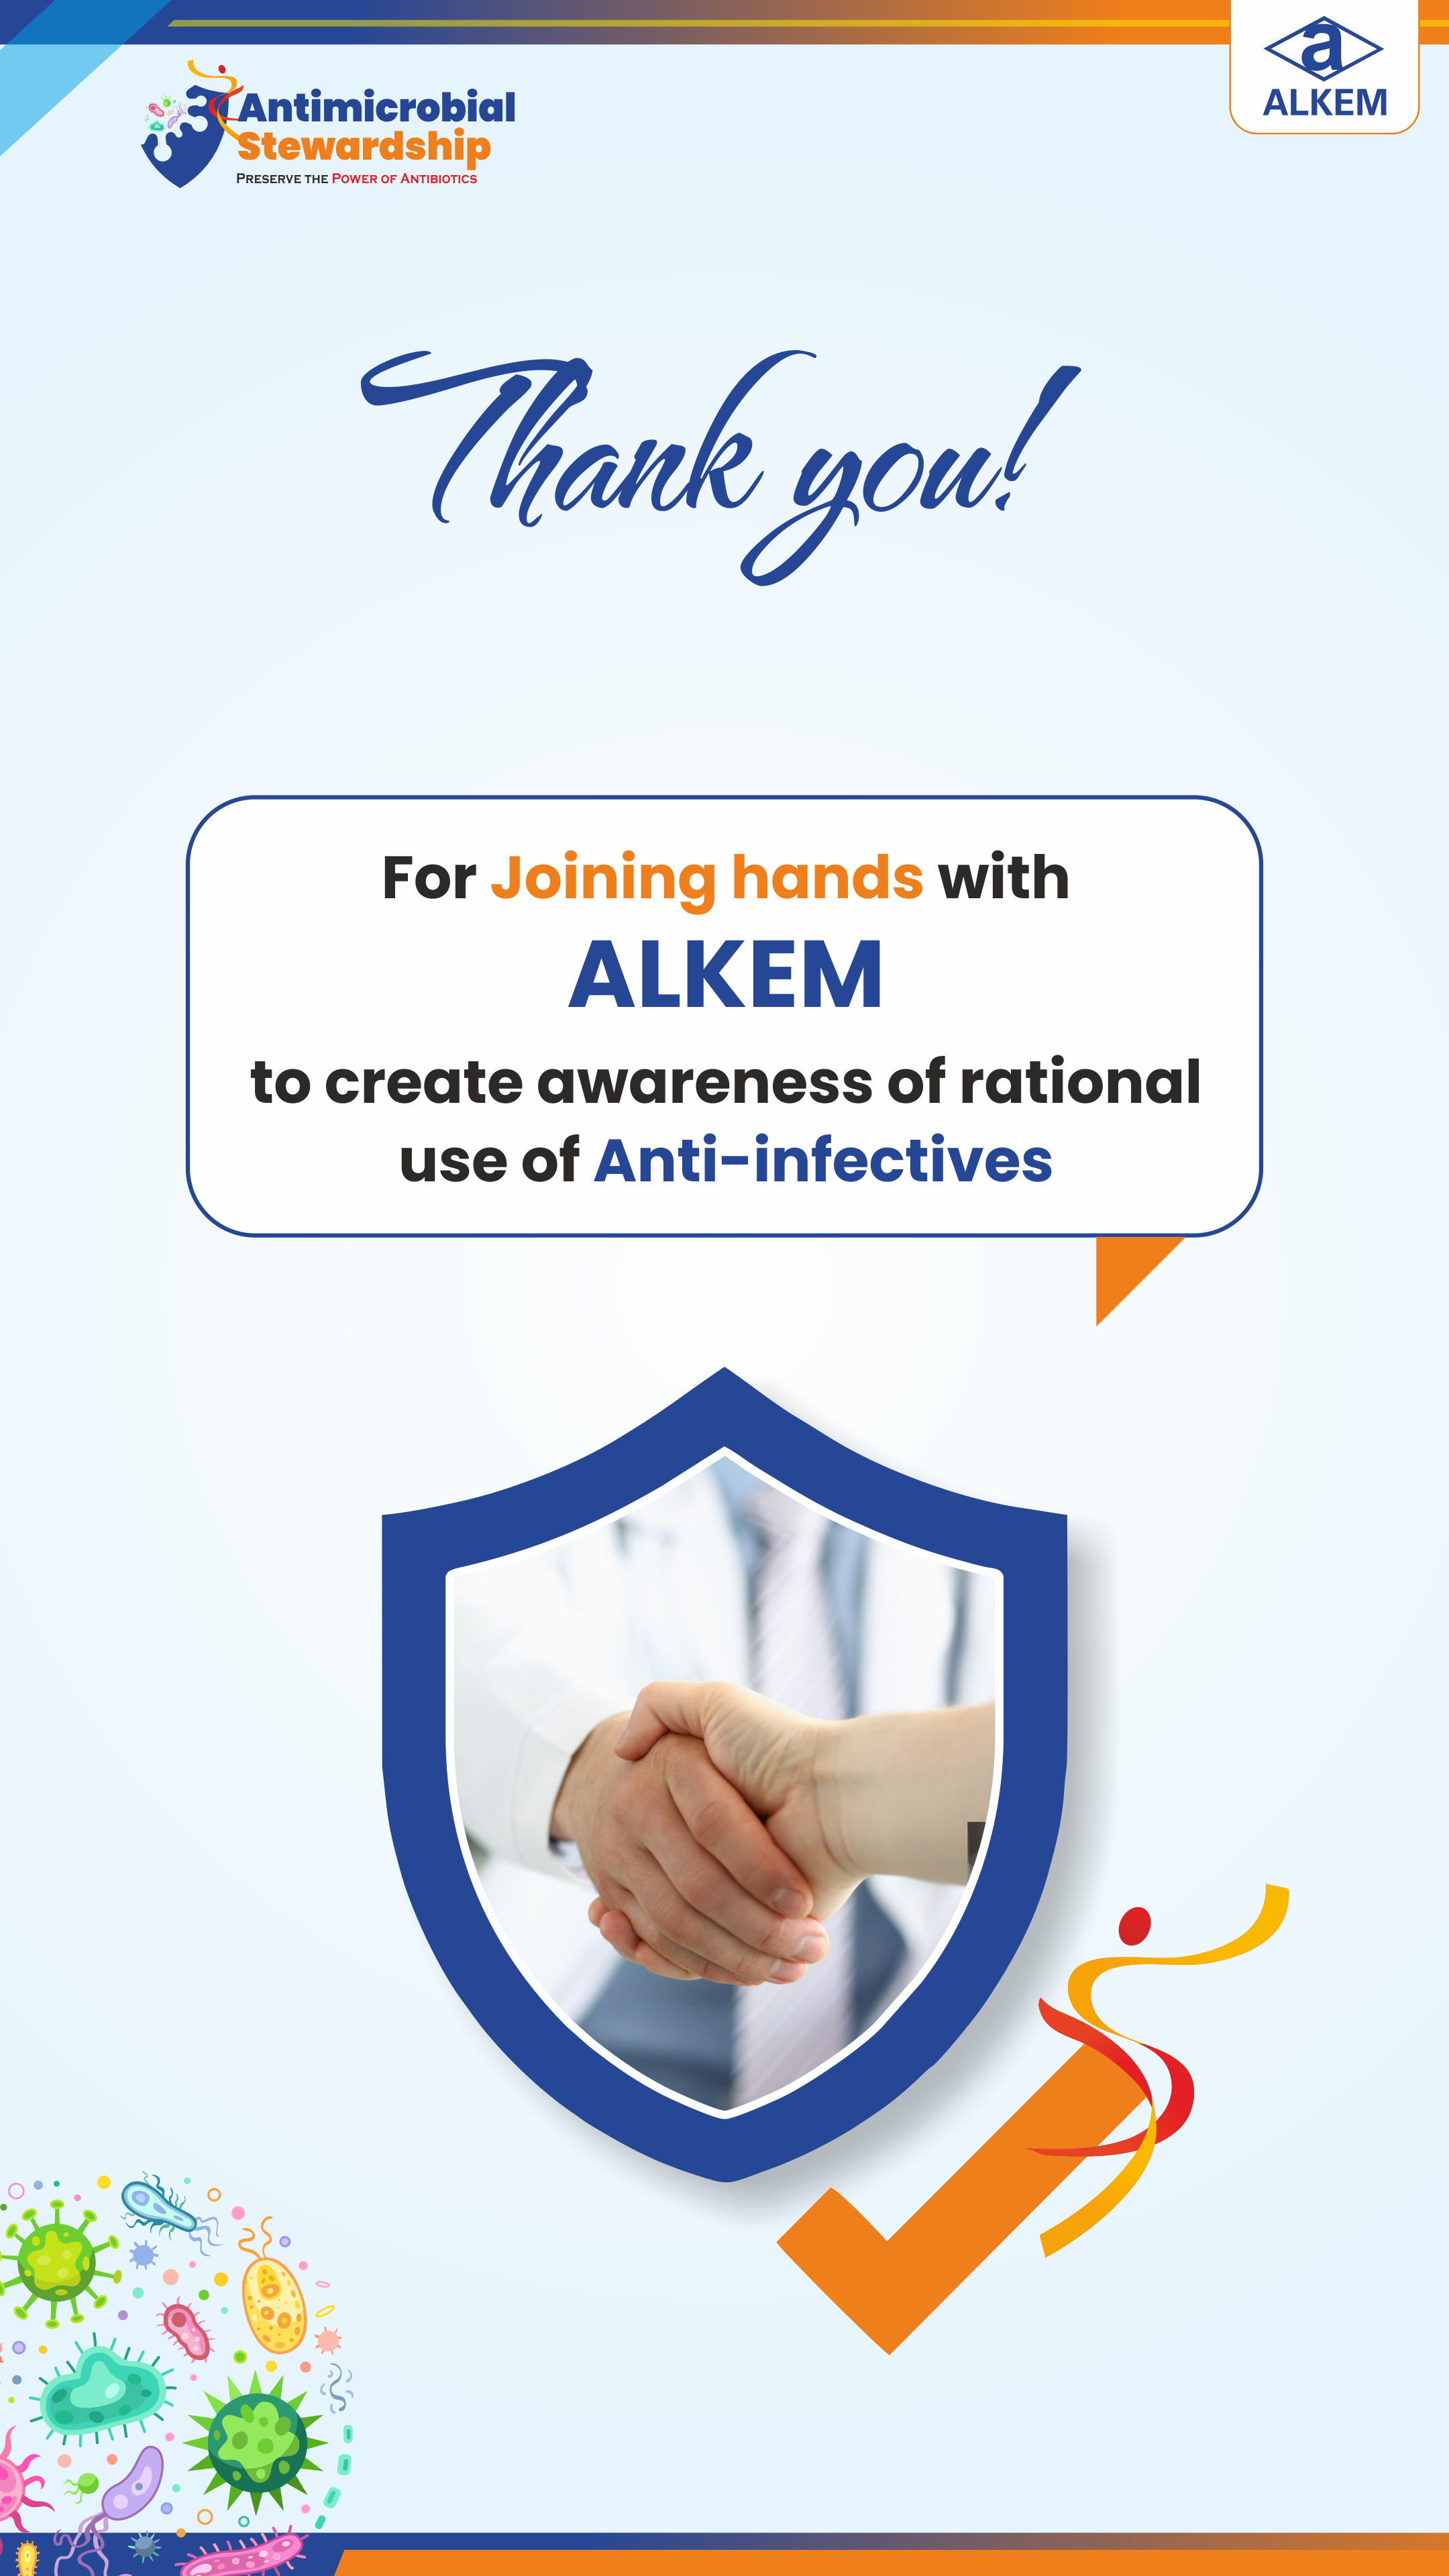 Antimicrobial
Stewardship
PRESERVE THE POWER OF ANTIBIOTICS
a
ALKEM
Thank you!
For Joining hands with
ALKEM
to create awareness of rational
use of Anti-infectives